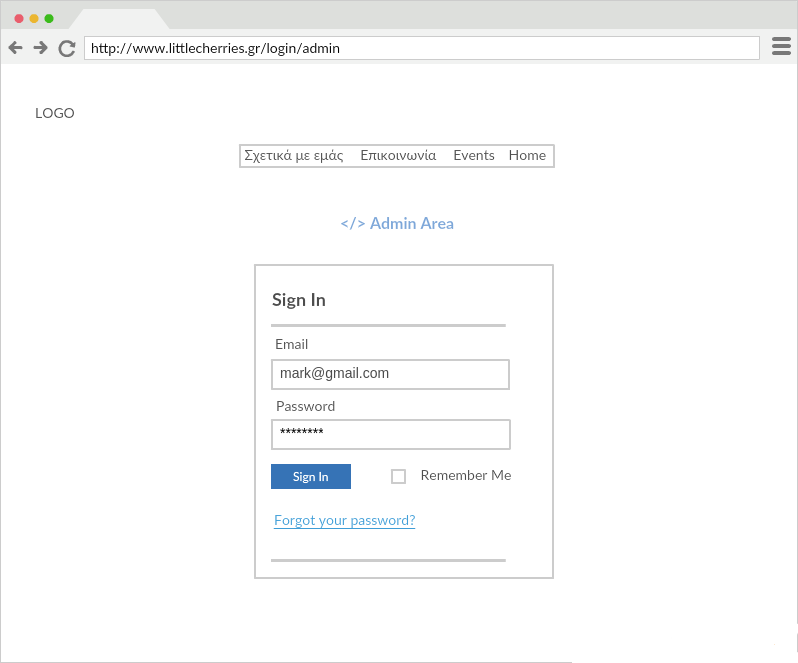 http://www.littlecherries.gr/login/admin
LOGO
Σχετικά με εμάς Επικοινωνία Events Home
</> Admin Area
Sign In
Email
mark@gmail.com
Password
********
Sign In Remember Me
Forgot your password?